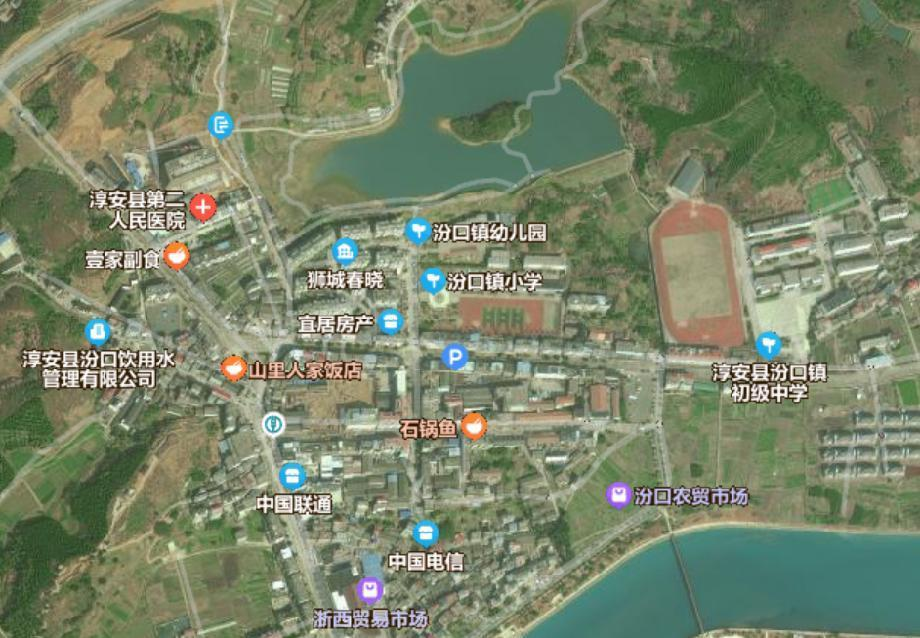 淳安县第二
人民医院
汾口镇幼儿园
壹家副食
狮城春晓
汾口镇小学
宜居房产
淳安县汾口饮用水
管理有限公司
山里人家饭店
P
淳安县汾口镇
初级中学
石锅鱼
中国联通
汾口农贸市场
中国电信
浙西贸易市场